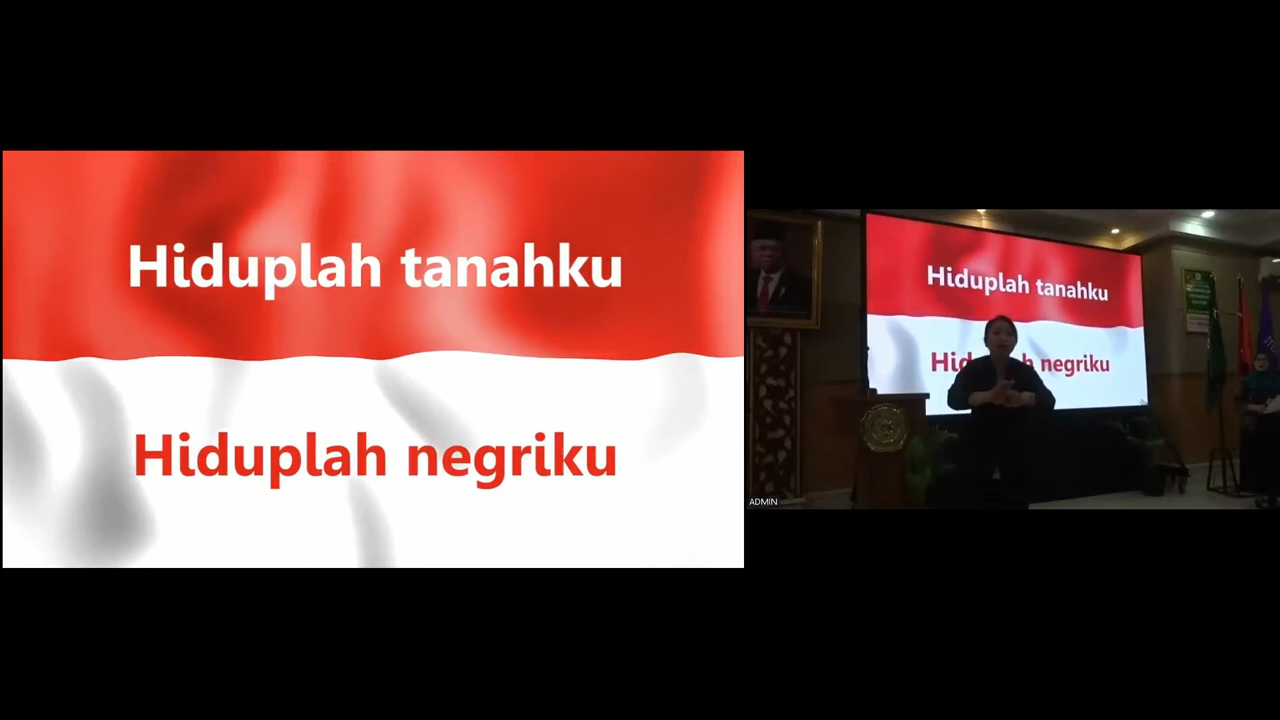 Hiduplah tanahku
Hiduplah negriku
Hiduplah tanahku
negriku
ADMIN